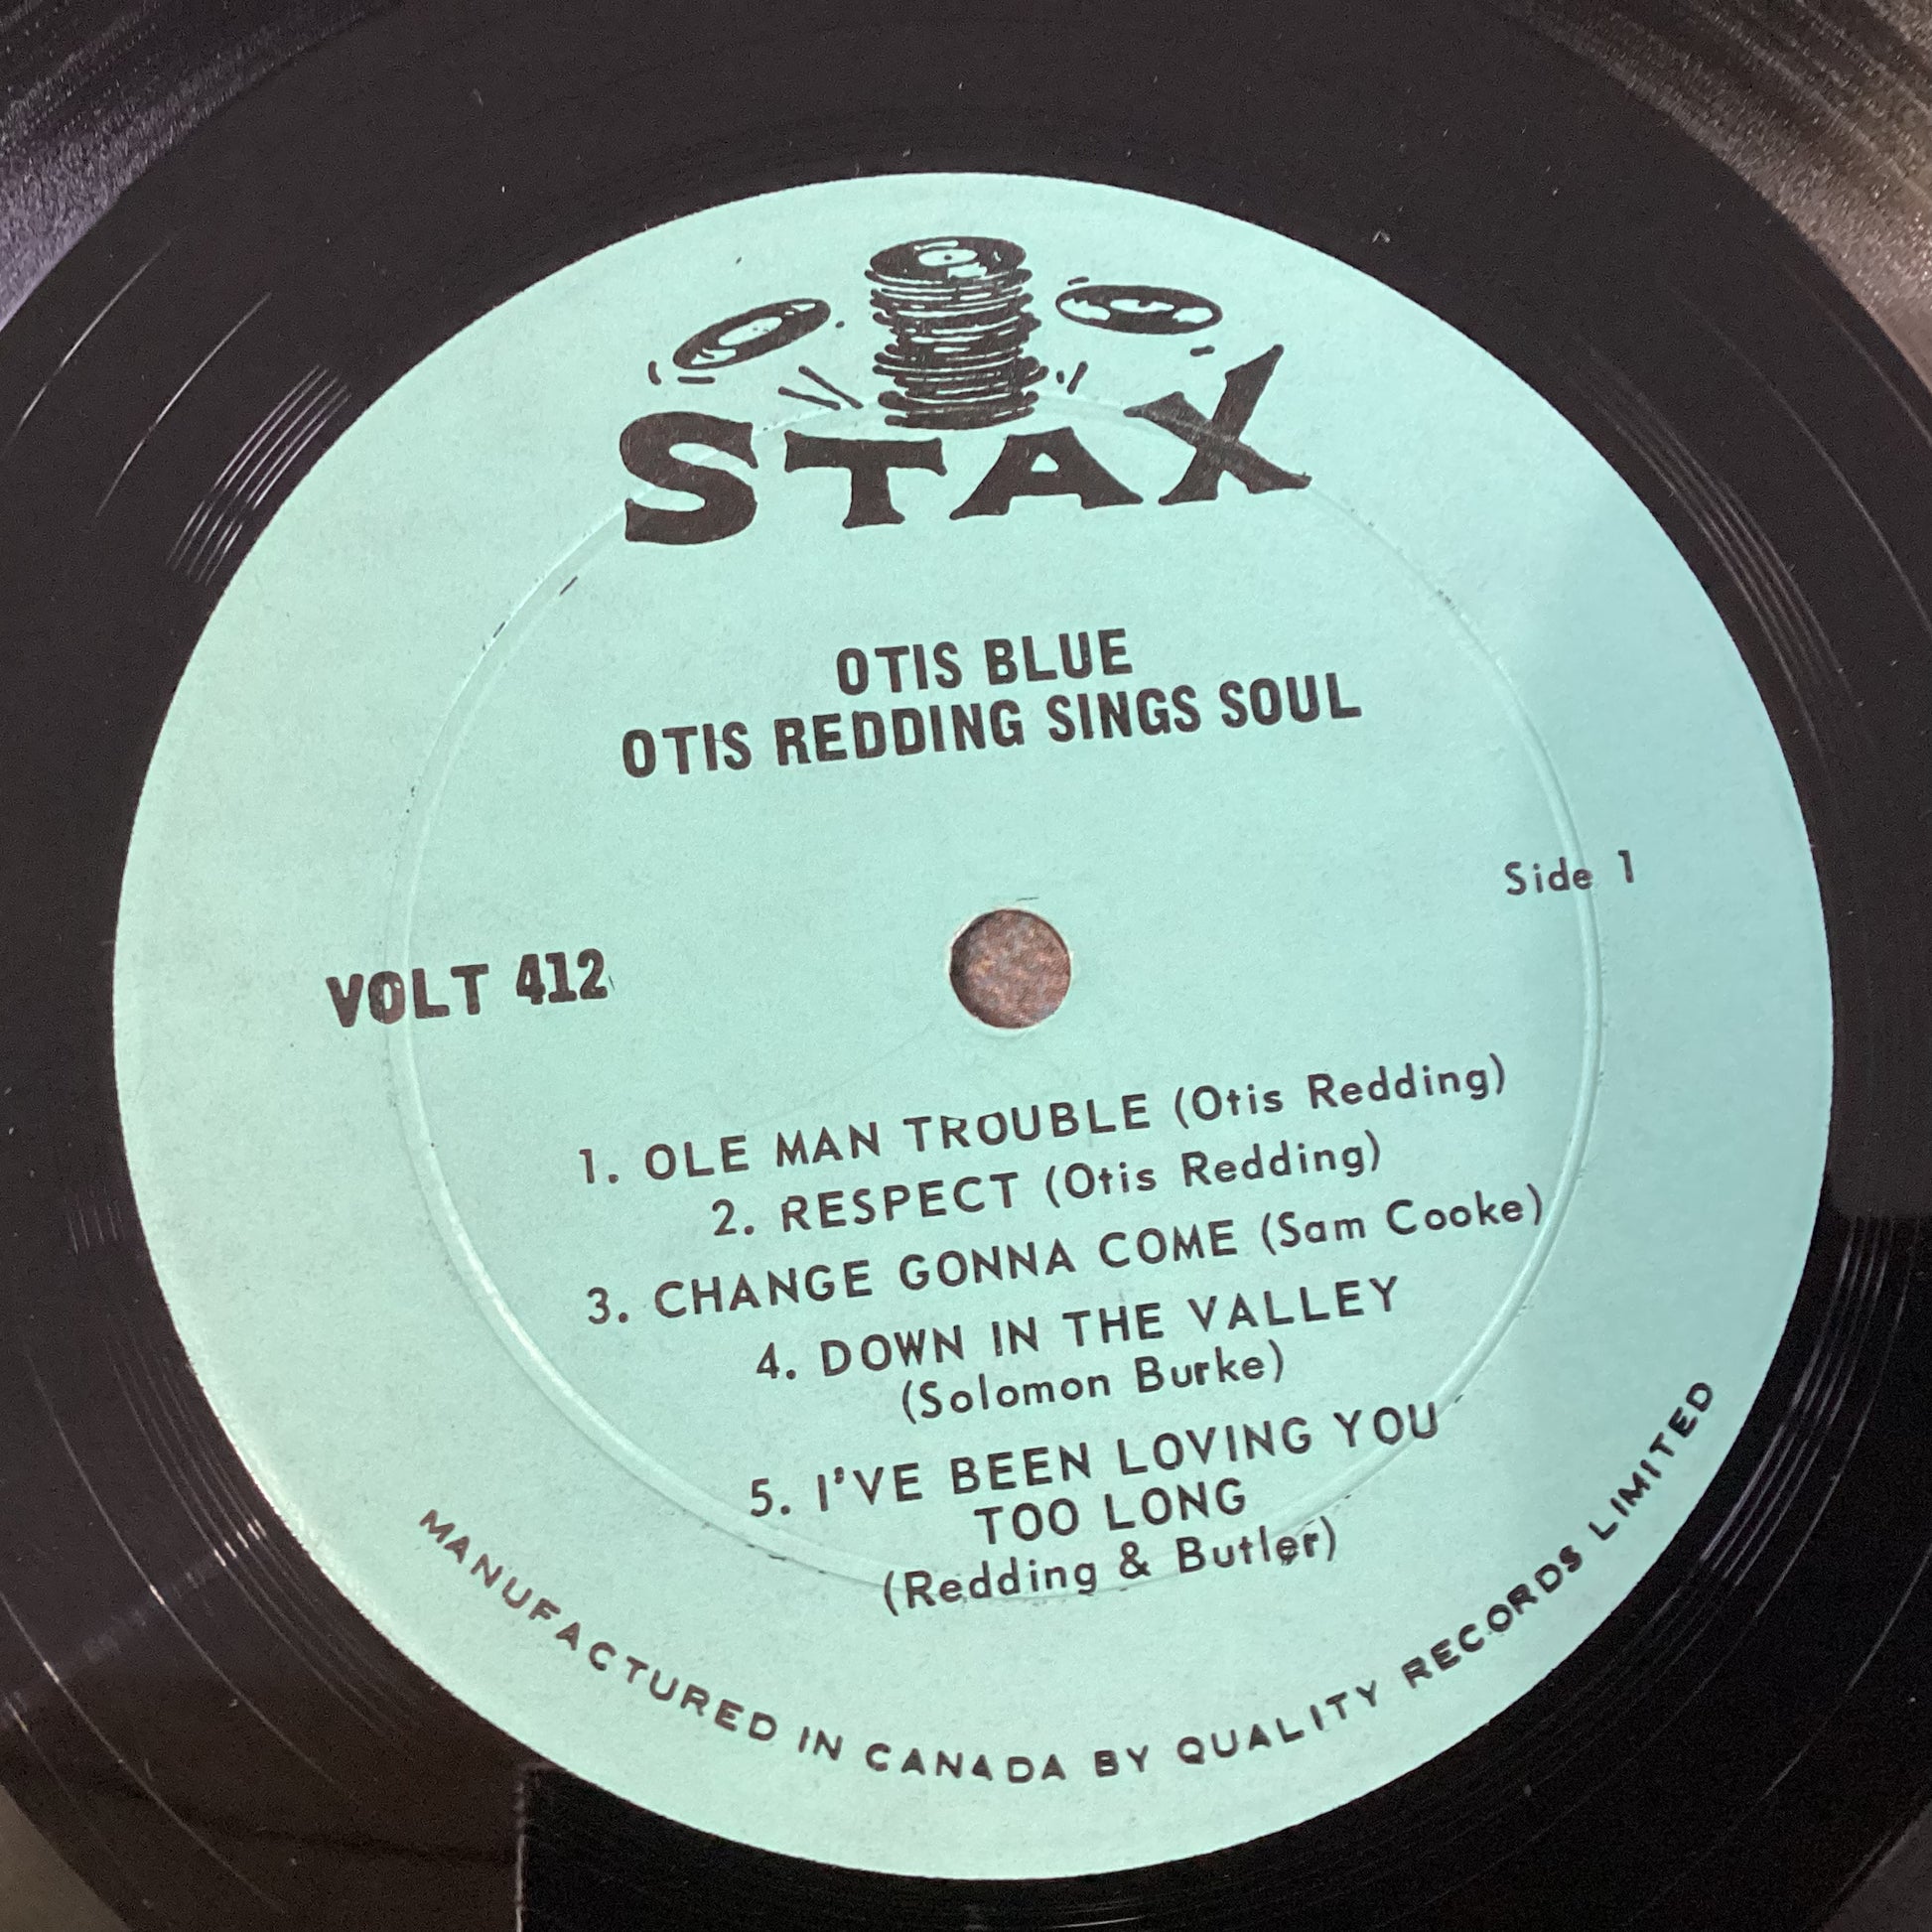 STAX
OTIS BLUE
OTIS REDDING SINGS SOUL
Side 1
VOLT 412
1. OLE MAN TROUBLE (Otis Redding)
2. RESPECT (Otis Redding)
3. CHANGE GONNA COME (Sam Cooke)
4. DOWN IN THE VALLEY
(Solomon Burke)
5. I'VE BEEN LOVING YOU
TOO LONG
(Redding & Butler)
MANUFACTURED IN CANADA BY QUALITY RECORDS LIMITED